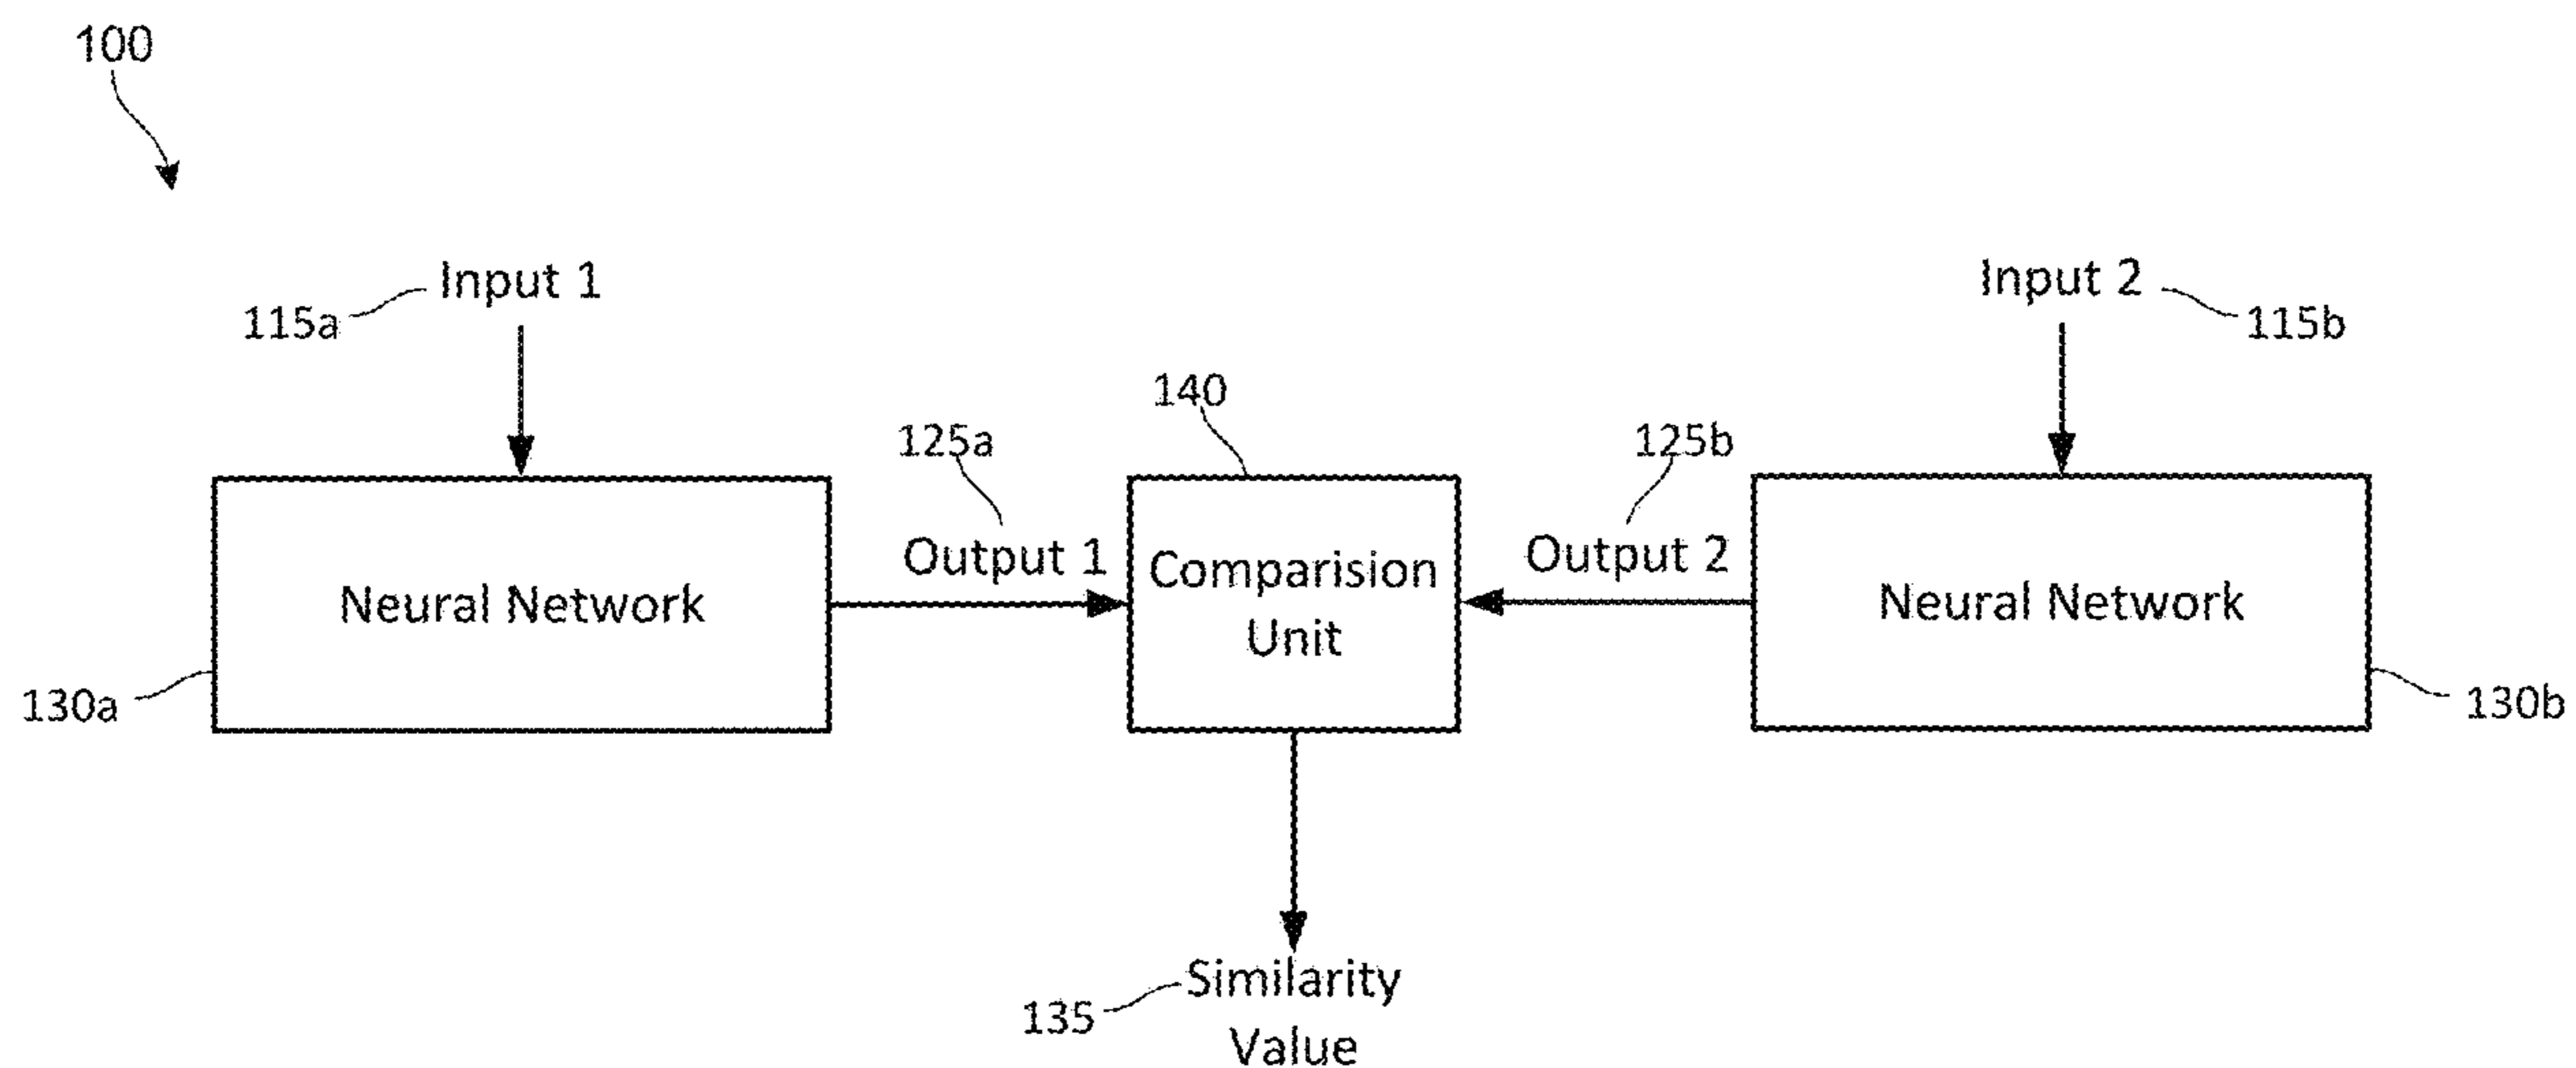 100
Input 1
115a
Input 2
115b
140
125a
125b
Output 1
Comparision
Unit
Output 2
Neural Network
Neural Network
130a
130b
Similarity
Value
135